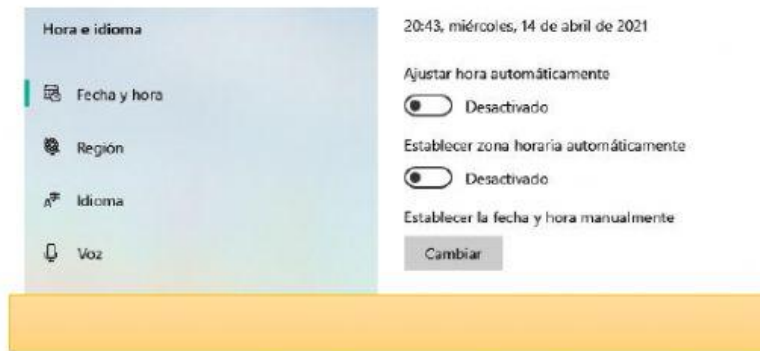 Hora e idioma
Fecha y hora
Región
Idioma
Voz
20:43, miércoles, 14 de abril de 2021
Ajustar hora automáticamente
Desactivado
Establecer zona horaria automáticamente
Desactivado
Establecer la fecha y hora manualmente
Cambiar